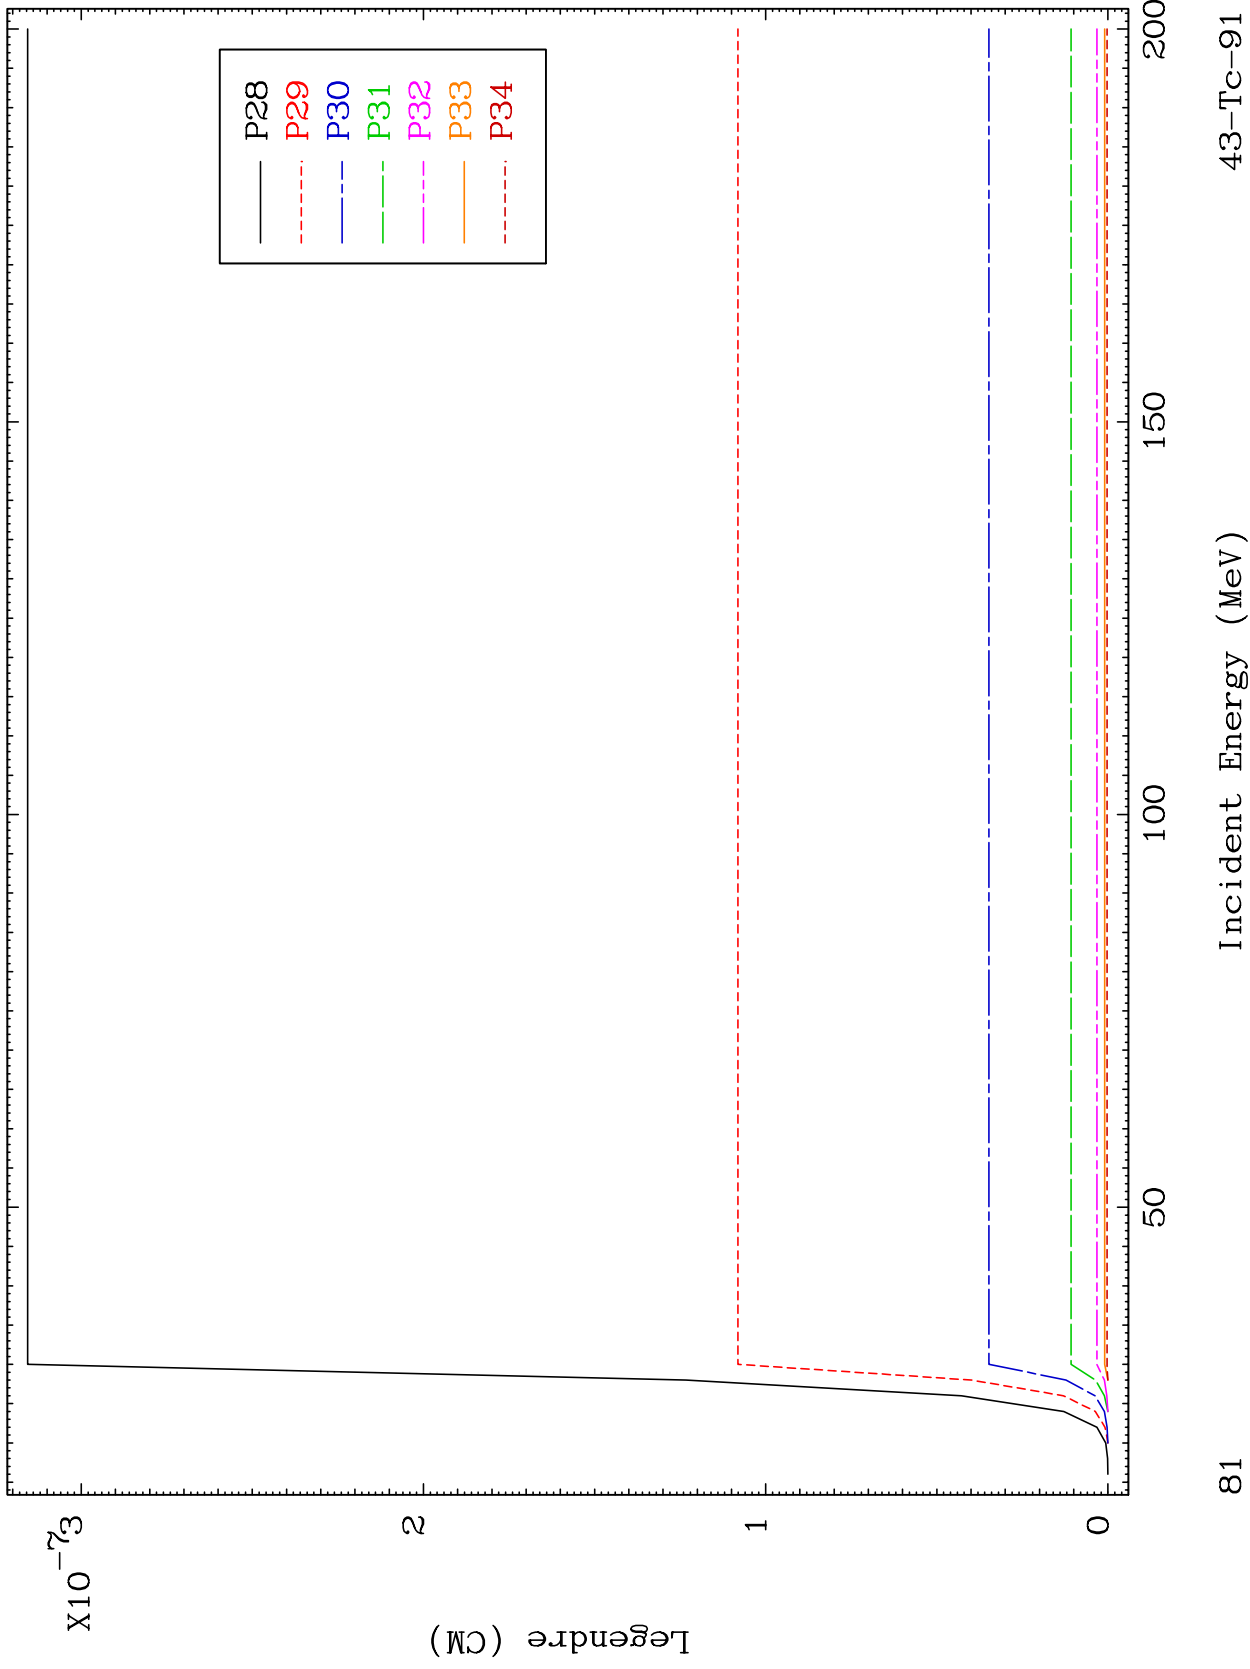 X10⁻⁷
3
2
1
0
Legendre (CM)
P28
P29
P30
P31
P32
P33
P34
50
100
150
200
Incident Energy (MeV)
81
43-Tc-91